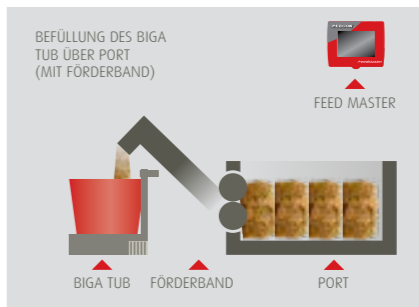 BEFÜLLUNG DES BIGA
TUB ÜBER PORT
(MIT FÖRDERBAND)
FEED MASTER
BIGA TUB
FÖRDERBAND
PORT